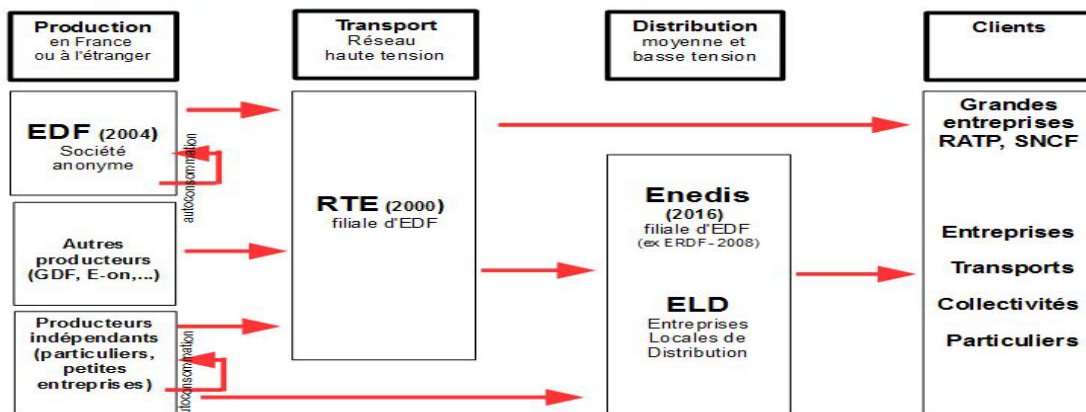 Production
en France
ou à l'étranger
Transport
Réseau
haute tension
Distribution
moyenne et
basse tension
Clients
EDF (2004)
Société
anonyme
autoconsommation
Autres
producteurs
(GDF, E-on,...)
Producteurs
indépendants
(particuliers,
petites
entreprises)
autoconsommation
RTE (2000)
filiale d'EDF
Enedis
(2016)
filiale d'EDF
(ex ERDF-2008)
ELD
Entreprises
Locales de
Distribution
Grandes
entreprises
RATP, SNCF
Entreprises
Transports
Collectivités
Particuliers